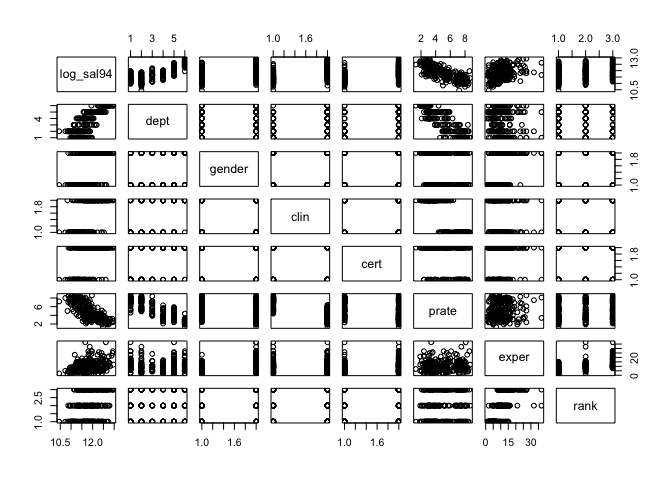 1 3 5 1.0 1.6 2 4 6 8 1.0 2.0 3.0
log_sal94 10.5 13.0
1 4 dept
gender 1.0 1.8
1.0 1.8 clin
cert 1.0 1.8
2 6 prate
exper 0 20
1.0 2.5 rank
10.5 12.0 1.0 1.6 1.0 1.6 0 15 30